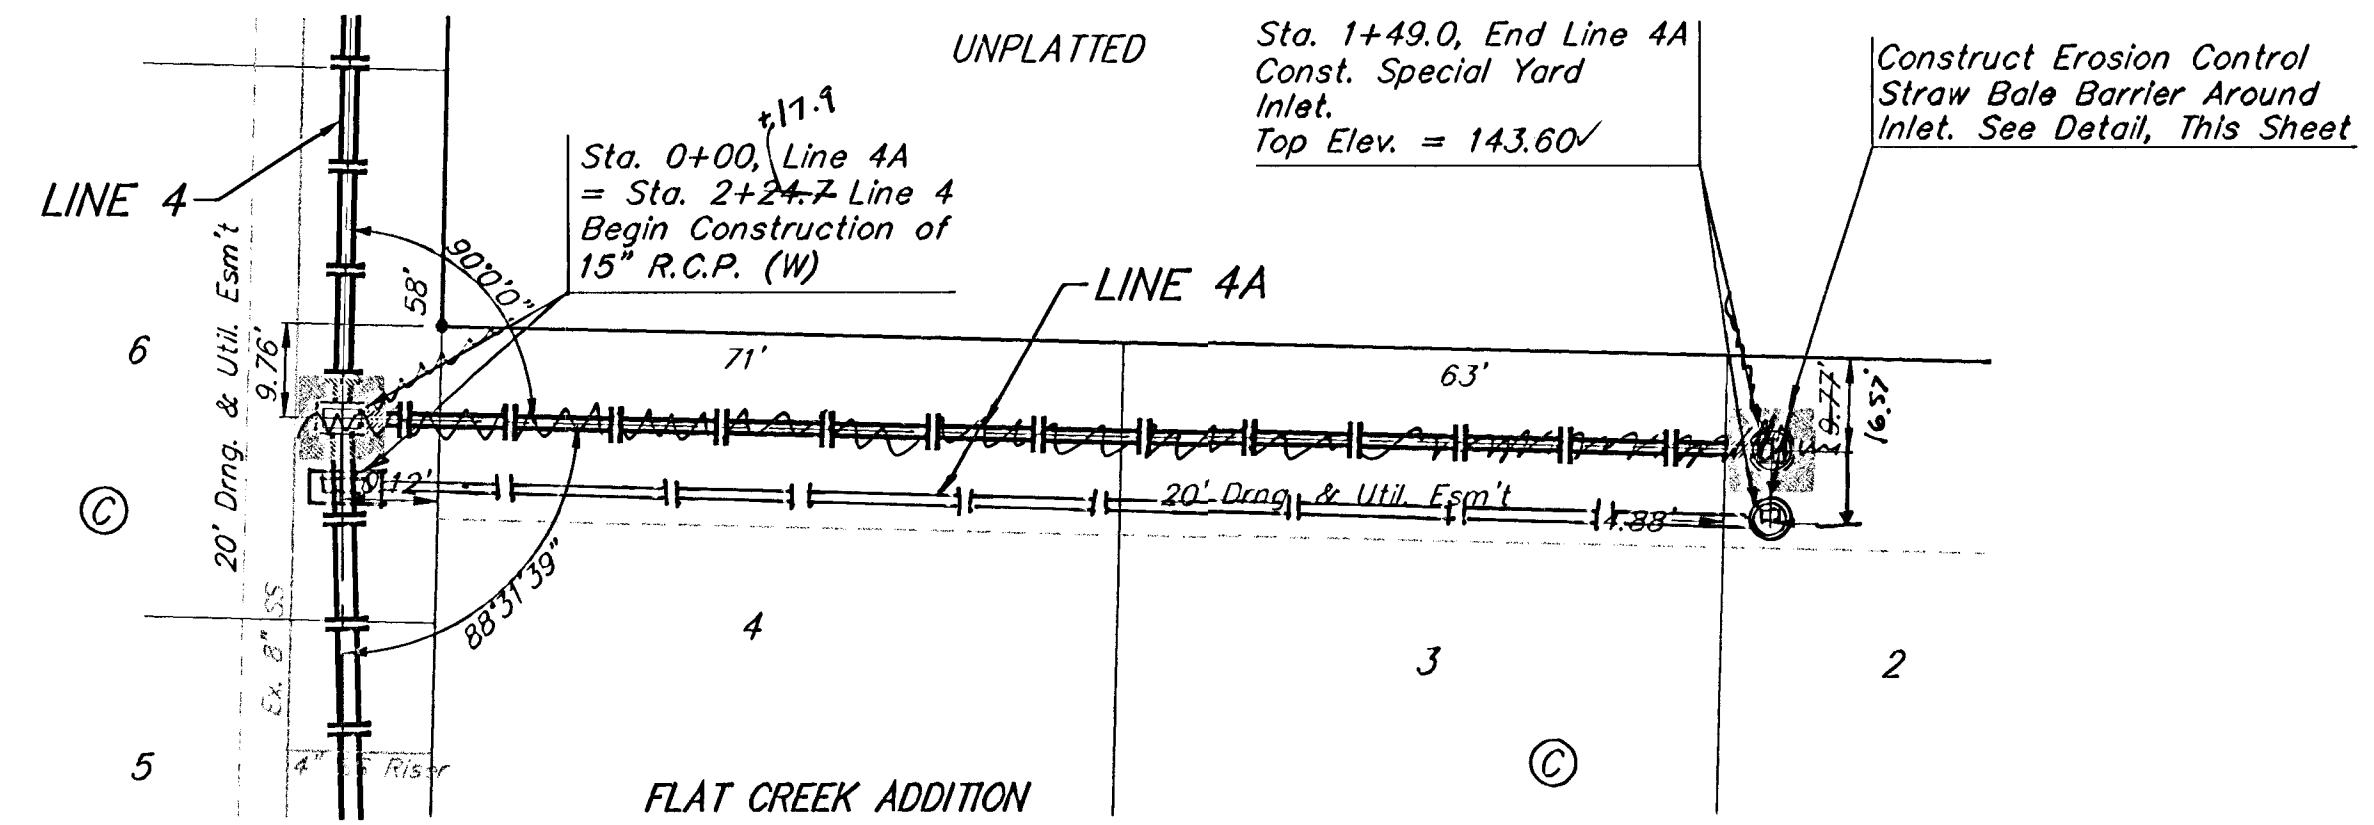 UNPLATTED
Sta. 1+49.0, End Line 4A
Const. Special Yard
Inlet.
Top Elev. = 143.60✓
Construct Erosion Control
Straw Bale Barrier Around
Inlet. See Detail, This Sheet
+17.9
Sta. 0+00, Line 4A
= Sta. 2+24.7 Line 4
Begin Construction of
15" R.C.P. (W)
LINE 4
LINE 4A
20' Drng. & Util. Esm't
90°0'0"
58'
9.76'
6
71'
63'
9.77'
16.57'
12'
20' Drng. & Util. Esm't
4.88'
C
88°31'39"
Ex. 8" SS
4
3
2
5
4" SS Riser
C
FLAT CREEK ADDITION